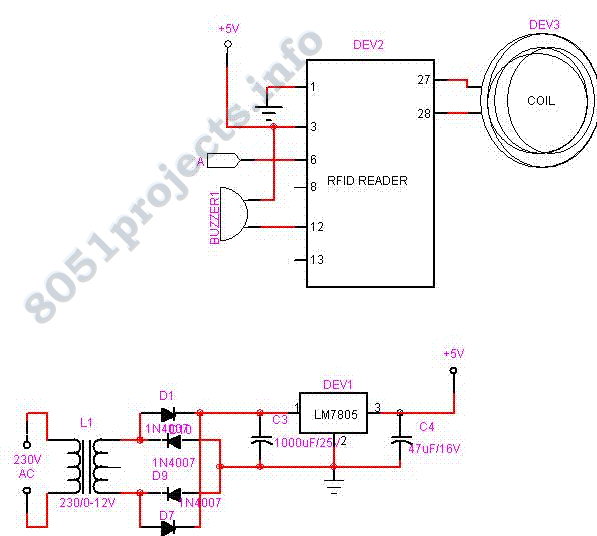 +5V
DEV2
DEV3
1
27
COIL
28
3
A
6
RFID READER
8
BUZZER1
12
13
8051projects.info
+5V
DEV1
D1
L1
1N4007
C3
1
LM7805
3
C4
1000uF/25V
2
47uF/16V
230V
AC
1N4007
D9
230/0-12V
1N4007
D7